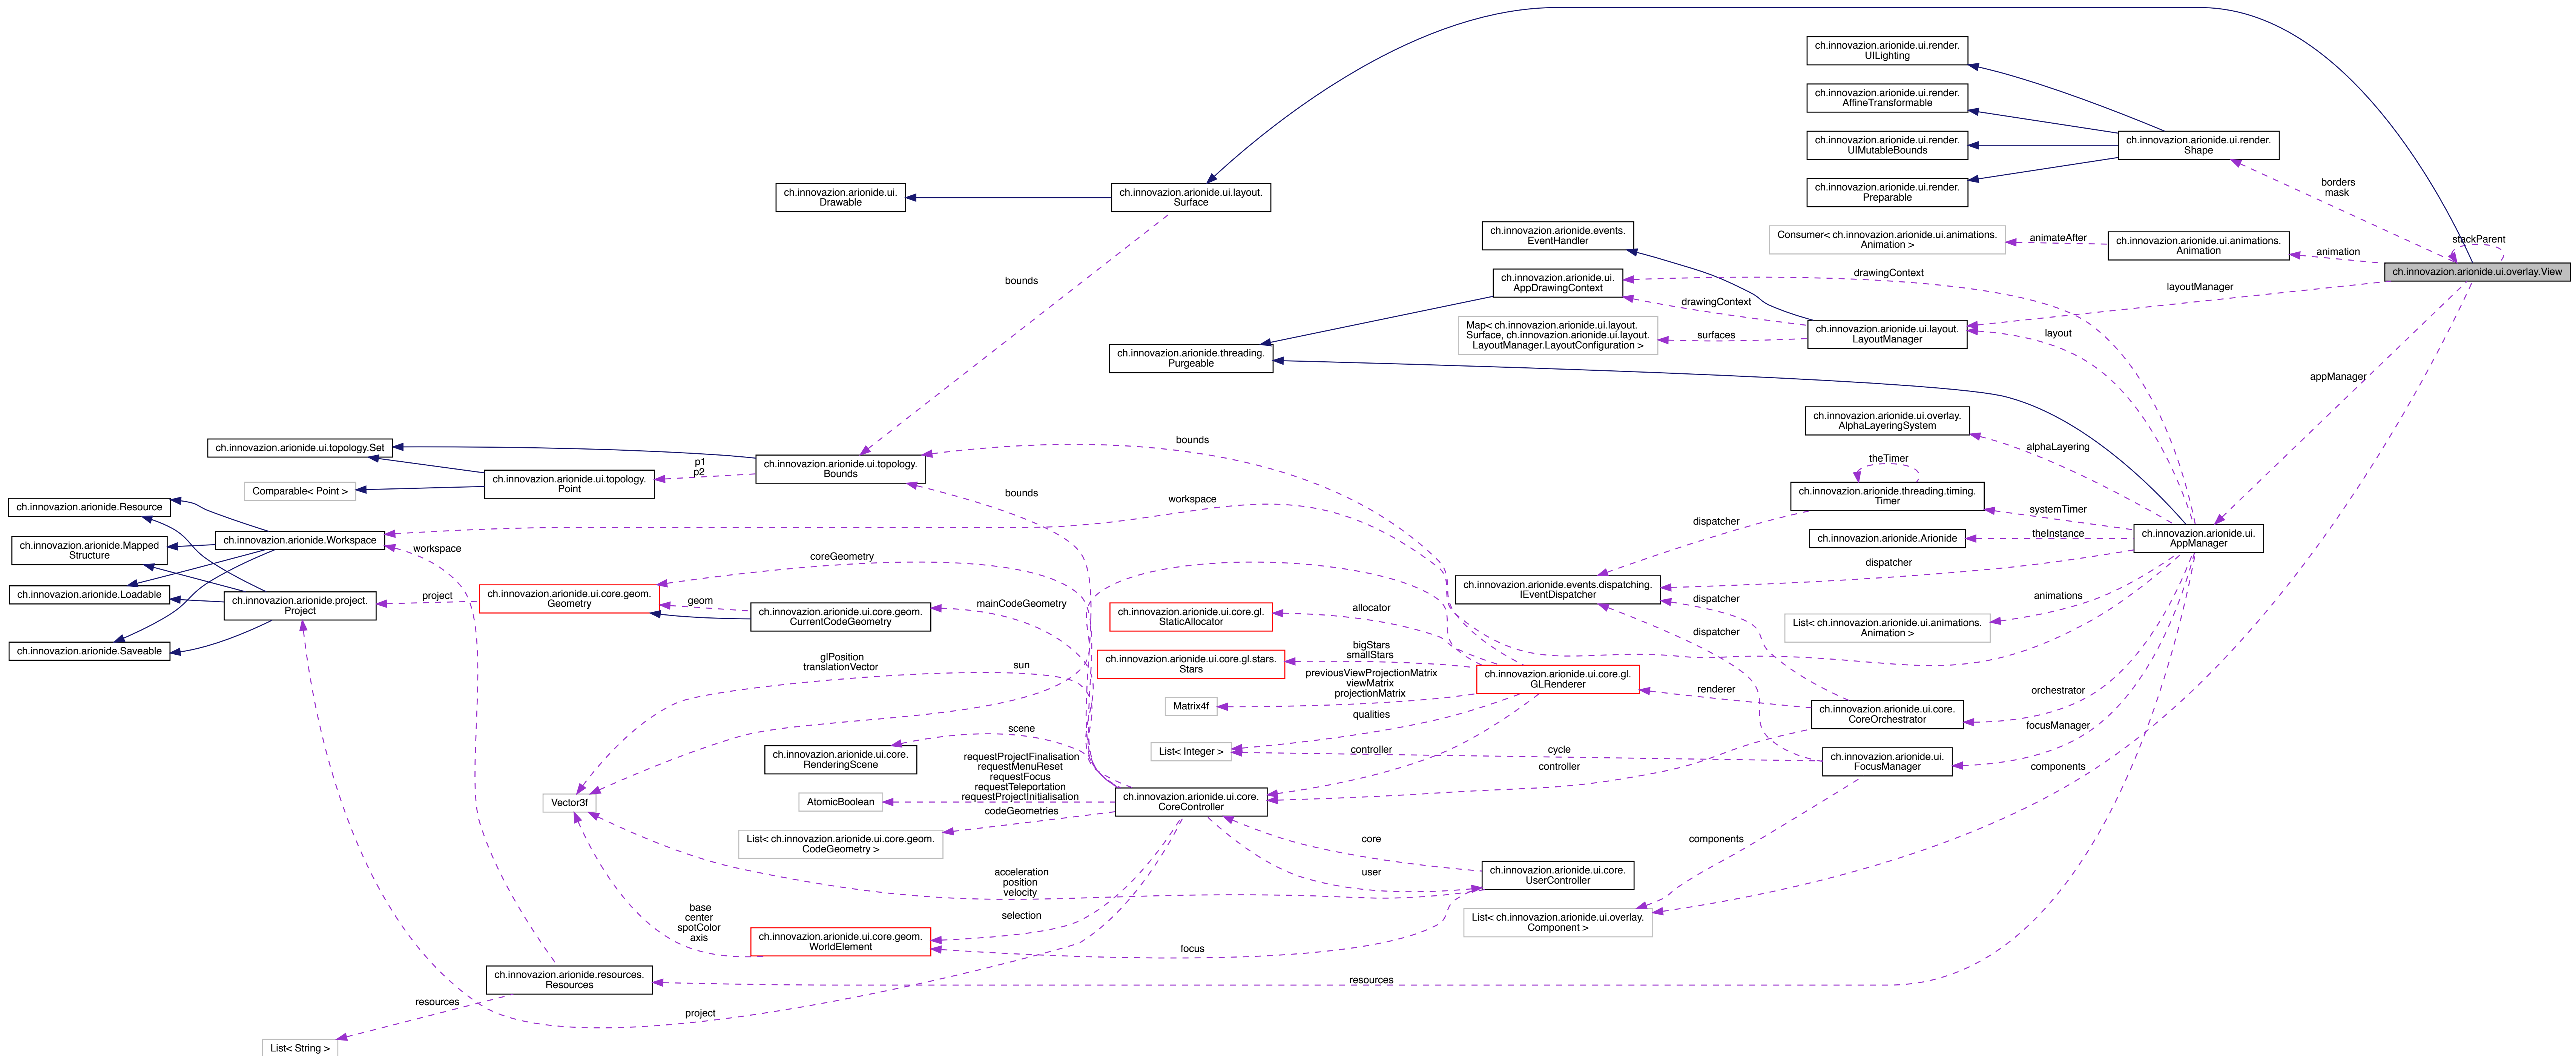 ch.innovazion.arionide.ui.render.
UILighting
ch.innovazion.arionide.ui.render.
AffineTransformable
ch.innovazion.arionide.ui.render.
UIMutableBounds
ch.innovazion.arionide.ui.render.
Shape
ch.innovazion.arionide.ui.render.
Preparable
borders
mask
ch.innovazion.arionide.ui.
Drawable
ch.innovazion.arionide.ui.layout.
Surface
ch.innovazion.arionide.events.
EventHandler
Consumer< ch.innovazion.arionide.ui.animations.
Animation >
animateAfter
ch.innovazion.arionide.ui.animations.
Animation
animation
stackParent
ch.innovazion.arionide.ui.overlay.View
bounds
ch.innovazion.arionide.ui.
AppDrawingContext
drawingContext
drawingContext
layoutManager
Map< ch.innovazion.arionide.ui.layout.
Surface, ch.innovazion.arionide.ui.layout.
LayoutManager.LayoutConfiguration >
surfaces
ch.innovazion.arionide.ui.layout.
LayoutManager
layout
ch.innovazion.arionide.threading.
Purgeable
appManager
ch.innovazion.arionide.ui.overlay.
AlphaLayeringSystem
alphaLayering
ch.innovazion.arionide.ui.topology.Set
bounds
p1
p2
ch.innovazion.arionide.ui.topology.
Bounds
ch.innovazion.arionide.ui.topology.
Point
Comparable< Point >
theTimer
ch.innovazion.arionide.threading.timing.
Timer
systemTimer
bounds
workspace
ch.innovazion.arionide.Resource
dispatcher
ch.innovazion.arionide.Workspace
ch.innovazion.arionide.Arionide
theInstance
ch.innovazion.arionide.ui.
AppManager
ch.innovazion.arionide.Mapped
Structure
workspace
coreGeometry
dispatcher
ch.innovazion.arionide.events.dispatching.
IEventDispatcher
ch.innovazion.arionide.Loadable
ch.innovazion.arionide.project.
Project
project
ch.innovazion.arionide.ui.core.geom.
Geometry
geom
ch.innovazion.arionide.ui.core.geom.
CurrentCodeGeometry
mainCodeGeometry
ch.innovazion.arionide.ui.core.gl.
StaticAllocator
allocator
dispatcher
animations
List< ch.innovazion.arionide.ui.animations.
Animation >
dispatcher
ch.innovazion.arionide.Saveable
glPosition
translationVector
sun
ch.innovazion.arionide.ui.core.gl.stars.
Stars
bigStars
smallStars
previousViewProjectionMatrix
viewMatrix
projectionMatrix
ch.innovazion.arionide.ui.core.gl.
GLRenderer
renderer
orchestrator
Matrix4f
qualities
ch.innovazion.arionide.ui.core.
CoreOrchestrator
focusManager
scene
ch.innovazion.arionide.ui.core.
RenderingScene
List< Integer >
controller
cycle
controller
ch.innovazion.arionide.ui.
FocusManager
components
requestProjectFinalisation
requestMenuReset
requestFocus
requestTeleportation
requestProjectInitialisation
Vector3f
AtomicBoolean
ch.innovazion.arionide.ui.core.
CoreController
codeGeometries
List< ch.innovazion.arionide.ui.core.geom.
CodeGeometry >
core
components
user
ch.innovazion.arionide.ui.core.
UserController
acceleration
position
velocity
base
center
spotColor
axis
selection
List< ch.innovazion.arionide.ui.overlay.
Component >
ch.innovazion.arionide.ui.core.geom.
WorldElement
focus
ch.innovazion.arionide.resources.
Resources
resources
resources
project
List< String >